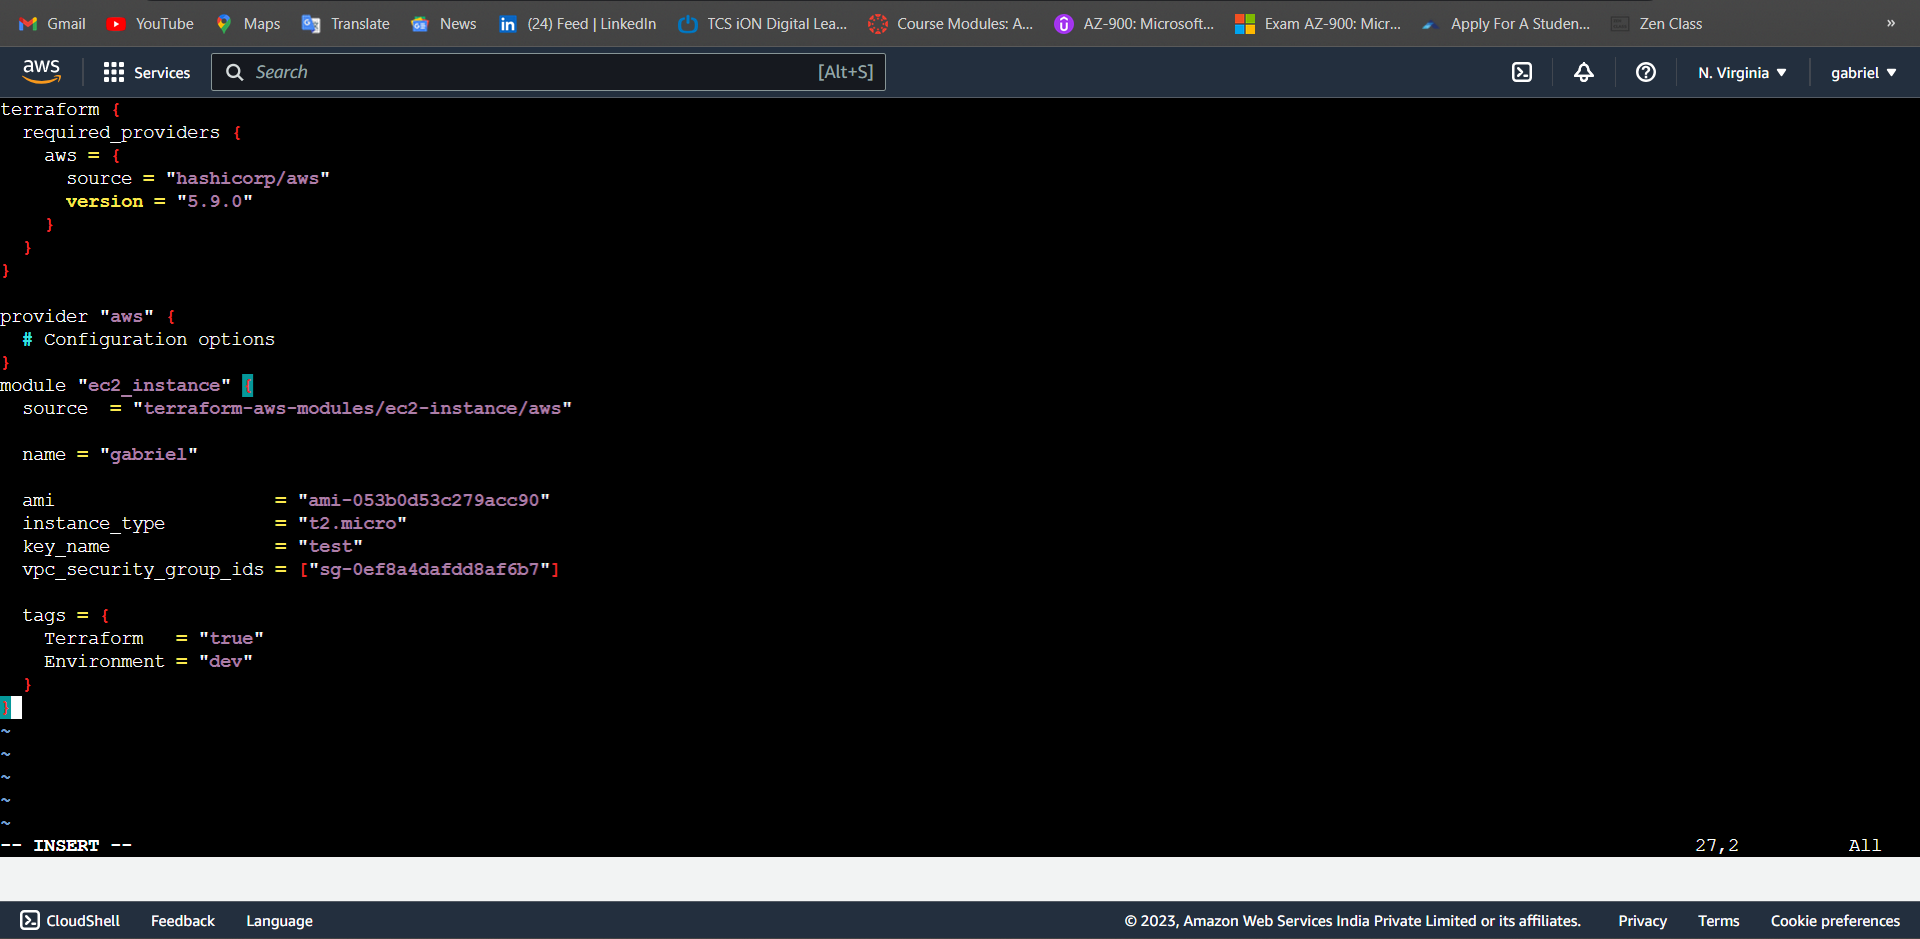 Gmail YouTube Maps Translate News (24) Feed | LinkedIn TCS iON Digital Lea... Course Modules: A... AZ-900: Microsoft... Exam AZ-900: Micr... Apply For A Studen... Zen Class »
aws Services Search [Alt+S] N. Virginia gabriel
terraform {
  required_providers {
    aws = {
      source = "hashicorp/aws"
      version = "5.9.0"
    }
  }
}
provider "aws" {
  # Configuration options
}
module "ec2_instance" {
  source  = "terraform-aws-modules/ec2-instance/aws"
  name = "gabriel"
  ami                    = "ami-053b0d53c279acc90"
  instance_type          = "t2.micro"
  key_name               = "test"
  vpc_security_group_ids = ["sg-0ef8a4dafdd8af6b7"]
  tags = {
    Terraform   = "true"
    Environment = "dev"
  }
}
~
~
~
~
~
-- INSERT -- 27,2 All
CloudShell Feedback Language © 2023, Amazon Web Services India Private Limited or its affiliates. Privacy Terms Cookie preferences